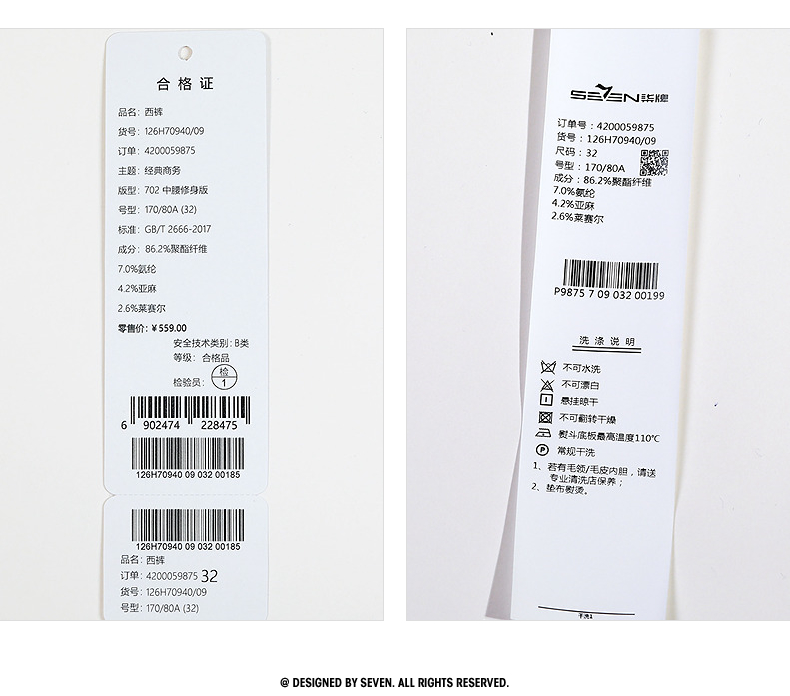 合格证
品名: 西裤
货号: 126H70940/09
订单: 4200059875
主题: 经典商务
版型: 702 中腰修身版
号型: 170/80A (32)
标准: GB/T 2666-2017
成分: 86.2%聚酯纤维
7.0%氨纶
4.2%亚麻
2.6%莱赛尔
零售价: ¥559.00
安全技术类别: B类
等级: 合格品
检验员: 检 1
6 902474 228475
126H70940 09 032 00185
126H70940 09 032 00185
品名: 西裤
订单: 4200059875 32
货号: 126H70940/09
号型: 170/80A (32)
SEVEN 柒牌
订单号: 4200059875
货号: 126H70940/09
尺码: 32
号型: 170/80A
成分: 86.2%聚酯纤维
7.0%氨纶
4.2%亚麻
2.6%莱赛尔
P9875 7 09 032 00199
洗涤说明
不可水洗
不可漂白
悬挂晾干
不可翻转干燥
熨斗底板最高温度110℃
P 常规干洗
1、若有毛领/毛皮内胆，请送
专业清洗店保养；
2、垫布熨烫。
干洗1
@ DESIGNED BY SEVEN. ALL RIGHTS RESERVED.